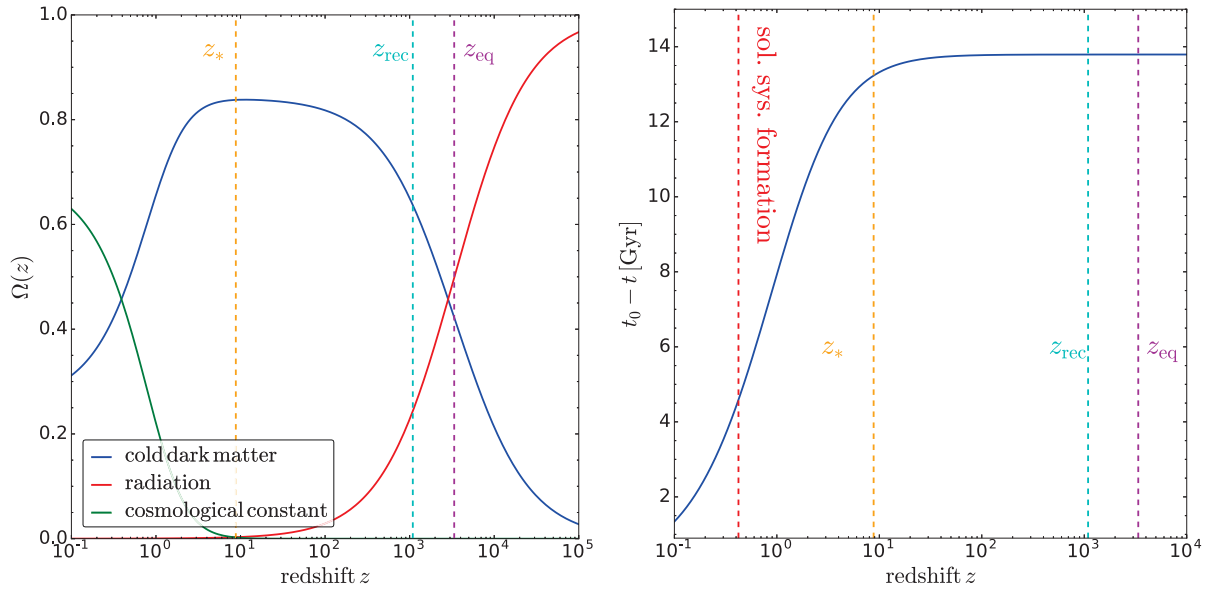 1.0
0.8
0.6
0.4
0.2
0.0
Ω(z)
z*
zrec
zeq
cold dark matter
radiation
cosmological constant
10^-1
10^0
10^1
10^2
10^3
10^4
10^5
redshift z
14
12
10
8
6
4
2
t0 − t [Gyr]
sol. sys. formation
z*
zrec
zeq
10^-1
10^0
10^1
10^2
10^3
10^4
redshift z